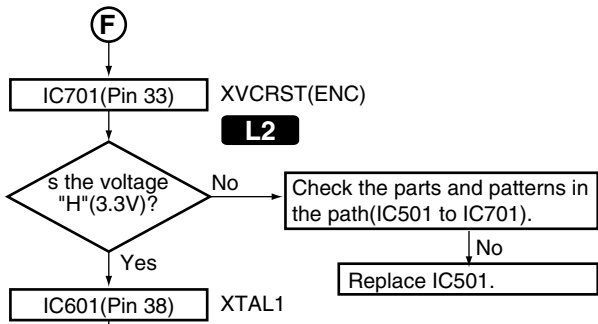 F
IC701(Pin 33) XVCRST(ENC)
L2
s the voltage
"H"(3.3V)?
No
Check the parts and patterns in
the path(IC501 to IC701).
No
Replace IC501.
Yes
IC601(Pin 38) XTAL1